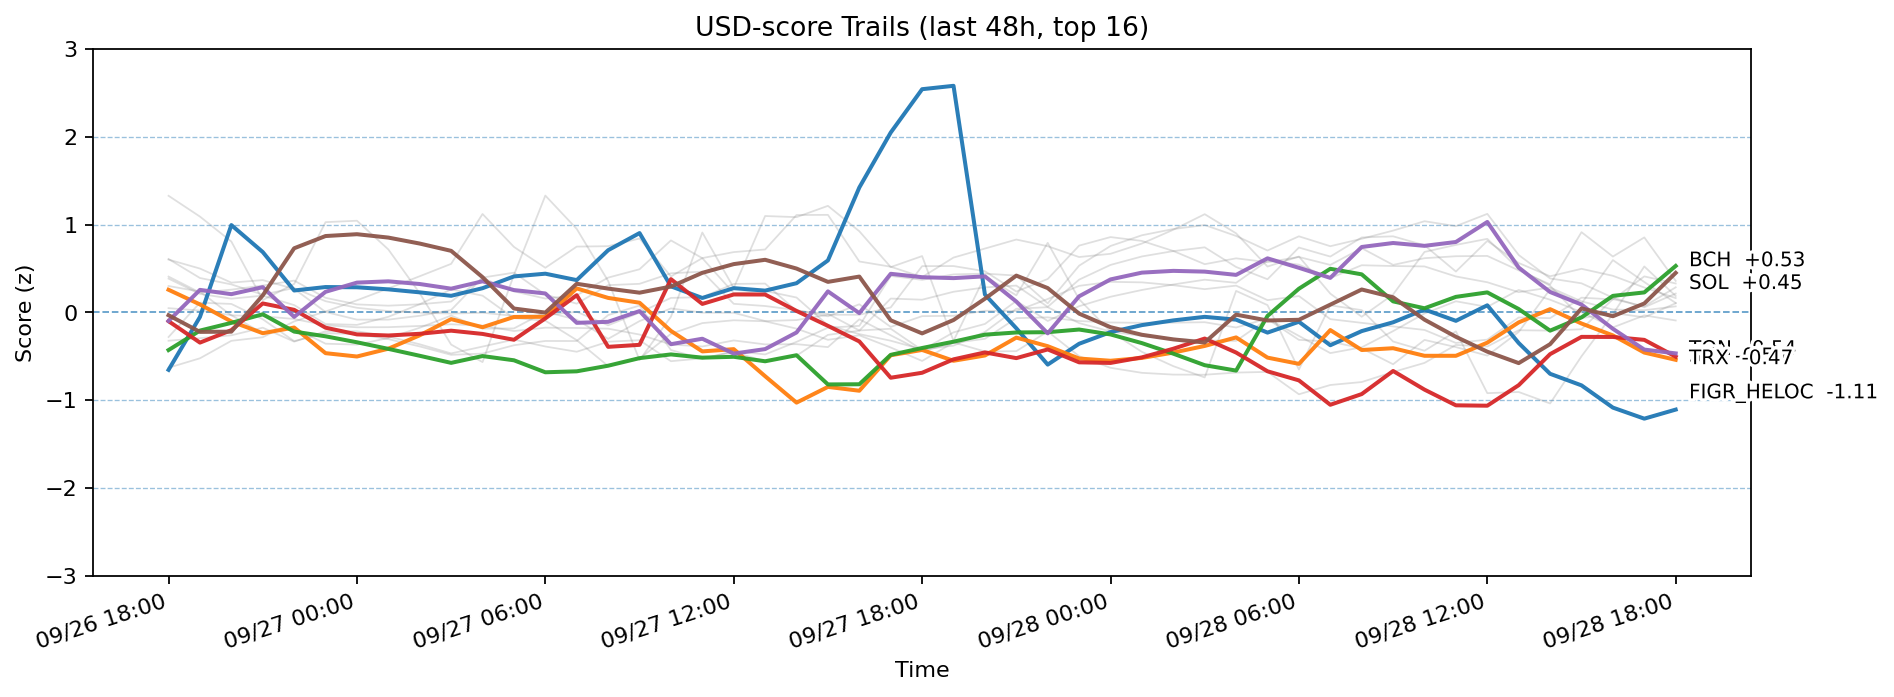 USD-score Trails (last 48h, top 16)
Score (z)
3
2
1
0
−1
−2
−3
BCH +0.53
SOL +0.45
TRX -0.47
FIGR_HELOC -1.11
09/26 18:00
09/27 00:00
09/27 06:00
09/27 12:00
09/27 18:00
09/28 00:00
09/28 06:00
09/28 12:00
09/28 18:00
Time